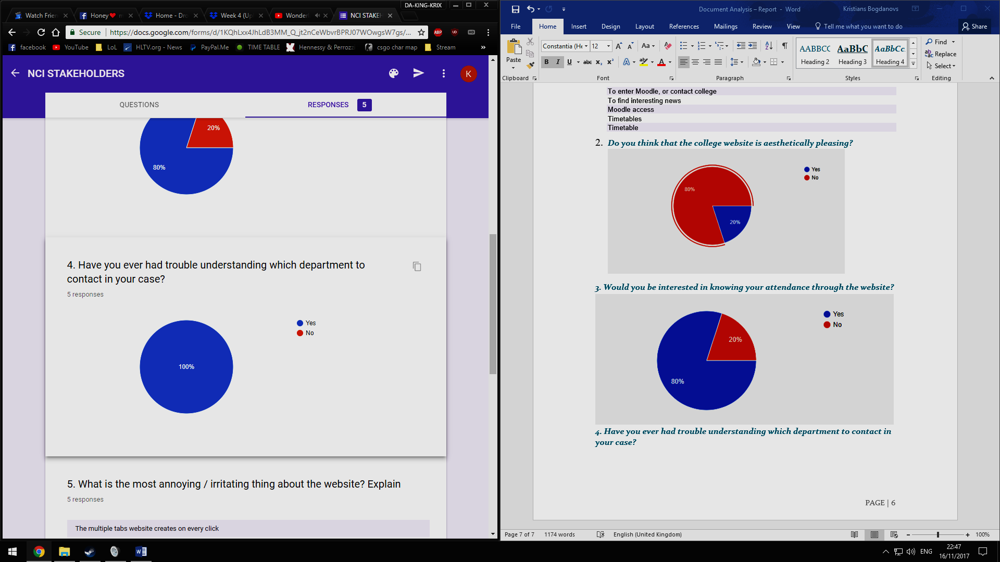 DA-KING-KRIX
Watch Frien
Honey
Home - Dro
Week 4 (Up
Wonder
NCI STAKEH
Secure
https://docs.google.com/forms/d/1KQhLxx4JhLdB3MM_Q_jt2nCeWbvrBPRJ07WOwgsW7gs/...
ABP
UO
HD
facebook
YouTube
LoL
HLTV.org - News
PayPal.Me
TIME TABLE
Hennessy & Perrozzi
csgo char map
Stream
»
NCI STAKEHOLDERS
K
QUESTIONS
RESPONSES 5
20%
80%
4. Have you ever had trouble understanding which department to
contact in your case?
5 responses
Yes
No
100%
5. What is the most annoying / irritating thing about the website? Explain
5 responses
The multiple tabs website creates on every click
Document Analysis – Report - Word
Kristians Bogdanovs
File Home Insert Design Layout References Mailings Review View Tell me what you want to do Share
Paste
Clipboard
Constantia (He
12
Aa
B I U abc x₂ x²
A A
Font
Paragraph
AABBCC
Heading 2
AaBbC
Heading 3
AaBbCc.
Heading 4
Styles
Find
Replace
Select
Editing
To enter Moodle, or contact college
To find interesting news
Moodle access
Timetables
Timetable
2. Do you think that the college website is aesthetically pleasing?
80%
20%
Yes
No
3. Would you be interested in knowing your attendance through the website?
Yes
No
20%
80%
4. Have you ever had trouble understanding which department to contact in
your case?
PAGE | 6
Page 7 of 7
1174 words
English (United Kingdom)
100%
ENG
22:47
16/11/2017